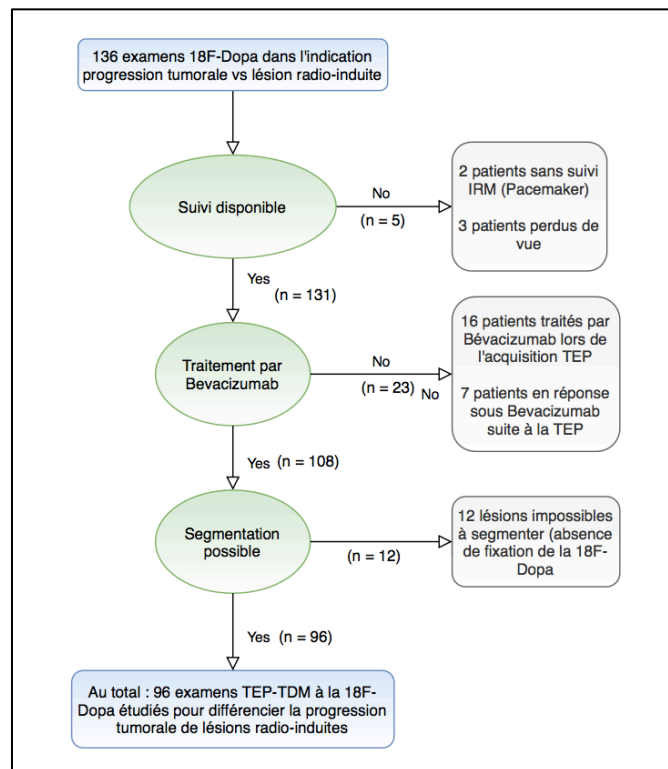 136 examens 18F-Dopa dans l'indication
progression tumorale vs lésion radio-induite
Suivi disponible
No
(n = 5)
2 patients sans suivi
IRM (Pacemaker)
3 patients perdus de
vue
Yes
(n = 131)
Traitement par
Bevacizumab
No
(n = 23) No
16 patients traités par
Bévacizumab lors de
l'acquisition TEP
7 patients en réponse
sous Bevacizumab
suite à la TEP
Yes (n = 108)
Segmentation
possible
(n = 12)
12 lésions impossibles
à segmenter (absence
de fixation de la 18F-
Dopa
Yes (n = 96)
Au total : 96 examens TEP-TDM à la 18F-
Dopa étudiés pour différencier la progression
tumorale de lésions radio-induites